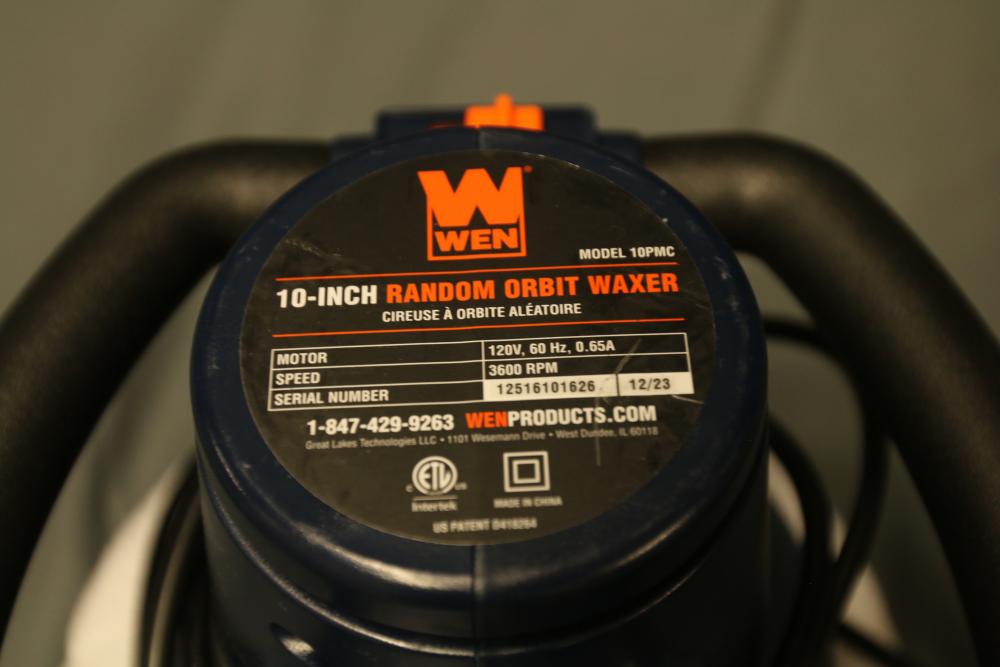 WEN®
MODEL 10PMC
10-INCH RANDOM ORBIT WAXER
CIREUSE À ORBITE ALÉATOIRE
MOTOR 120V, 60 Hz, 0.65A
SPEED 3600 RPM
SERIAL NUMBER 12516101626 12/23
1-847-429-9263 WENPRODUCTS.COM
Great Lakes Technologies LLC • 1101 Wesemann Drive • West Dundee, IL 60118
c ETL us
Intertek
MADE IN CHINA
US PATENT D418264